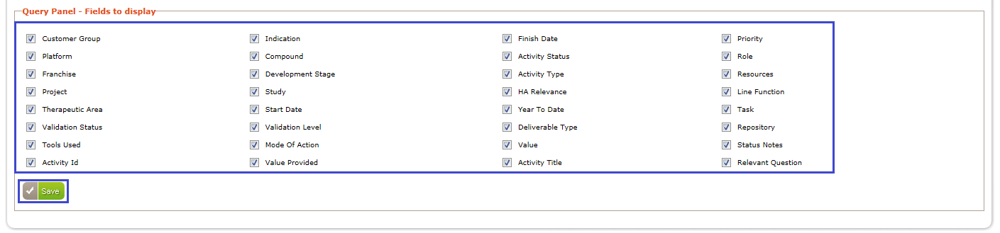 Query Panel - Fields to display
Customer Group Indication Finish Date Priority
Platform Compound Activity Status Role
Franchise Development Stage Activity Type Resources
Project Study HA Relevance Line Function
Therapeutic Area Start Date Year To Date Task
Validation Status Validation Level Deliverable Type Repository
Tools Used Mode Of Action Value Status Notes
Activity Id Value Provided Activity Title Relevant Question
Save